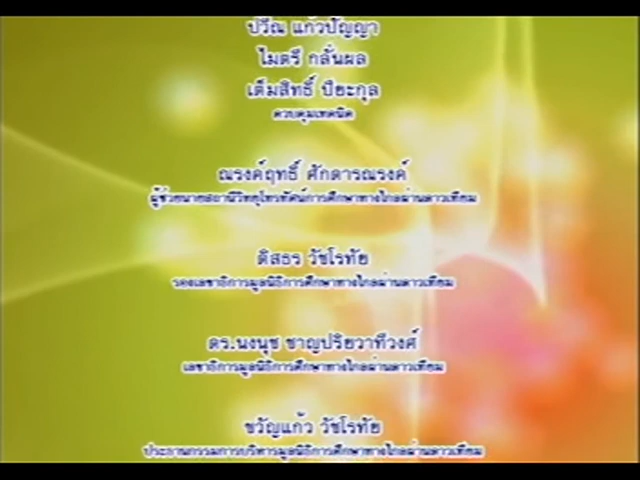 ปวีณ แก้วปัญญา
ไมตรี กลั่นผล
เต็มสิทธิ์ ปิยะกุล
ควบคุมเทคนิค
ณรงค์ฤทธิ์ ศักดารณรงค์
ผู้ช่วยนายสถานีวิทยุโทรทัศน์การศึกษาทางไกลผ่านดาวเทียม
ดิสธร วัชโรทัย
รองเลขาธิการมูลนิธิการศึกษาทางไกลผ่านดาวเทียม
ดร.นงนุช ชาญปริยวาทีวงศ์
เลขาธิการมูลนิธิการศึกษาทางไกลผ่านดาวเทียม
ขวัญแก้ว วัชโรทัย
ประธานกรรมการบริหารมูลนิธิการศึกษาทางไกลผ่านดาวเทียม